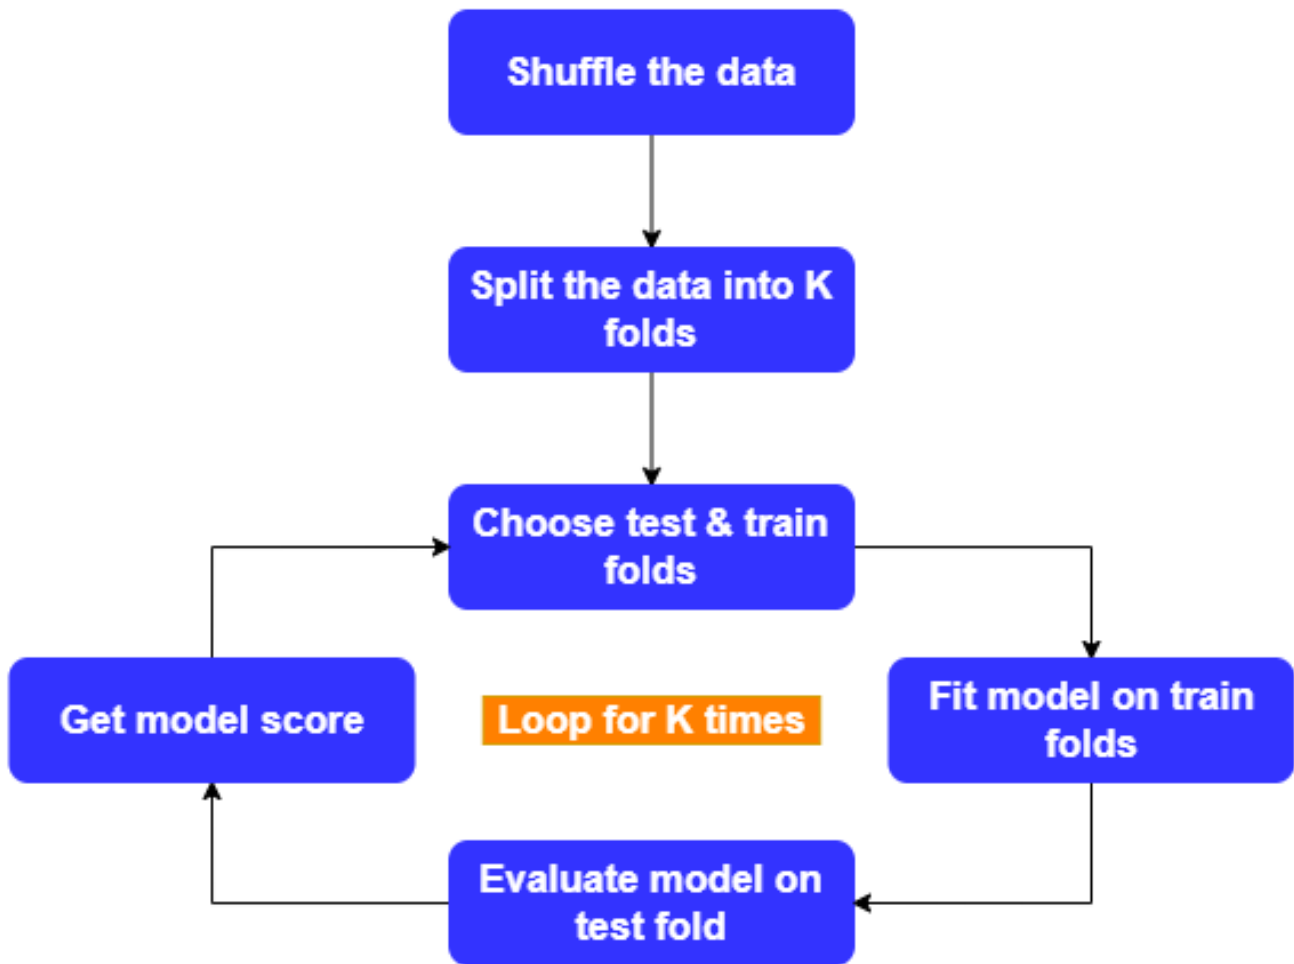 Shuffle the data
Split the data into K
folds
Choose test & train
folds
Get model score
Loop for K times
Fit model on train
folds
Evaluate model on
test fold